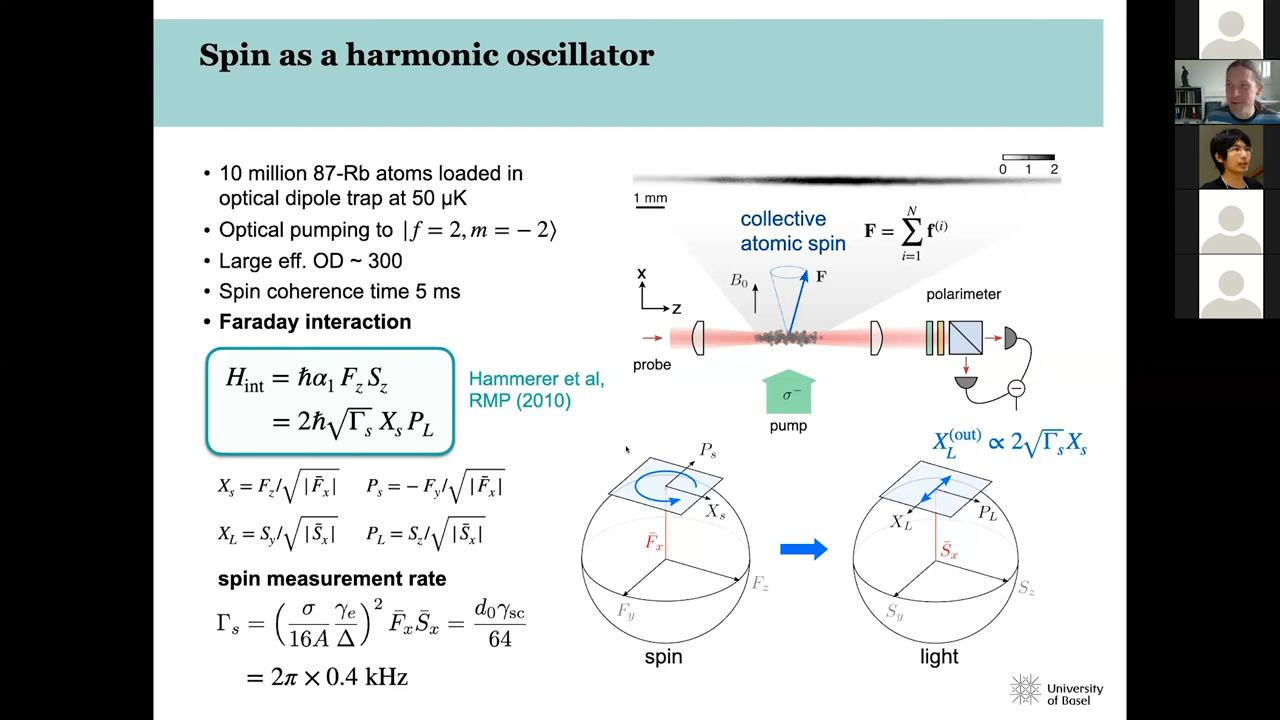 Spin as a harmonic oscillator
• 10 million 87-Rb atoms loaded in
optical dipole trap at 50 μK
• Optical pumping to |f = 2, m = − 2⟩
• Large eff. OD ~ 300
• Spin coherence time 5 ms
• Faraday interaction
H_int = ħα₁ F_z S_z
= 2ħ√Γ_s X_s P_L
Hammerer et al,
RMP (2010)
X_s = F_z/√|F̄_x| P_s = − F_y/√|F̄_x|
X_L = S_y/√|S̄_x| P_L = S_z/√|S̄_x|
spin measurement rate
Γ_s = (σ/16A γ_e/Δ)² F̄_x S̄_x = d₀γ_sc/64
= 2π × 0.4 kHz
0 1 2
1 mm
collective
atomic spin
F = ∑_{i=1}^{N} f^(i)
x
z
B₀
F
polarimeter
probe
σ⁻
pump
−
X_L^(out) ∝ 2√Γ_s X_s
P_s
X_s
F̄_x
F_y
F_z
spin
X_L
P_L
S̄_x
S_y
S_z
light
University
of Basel